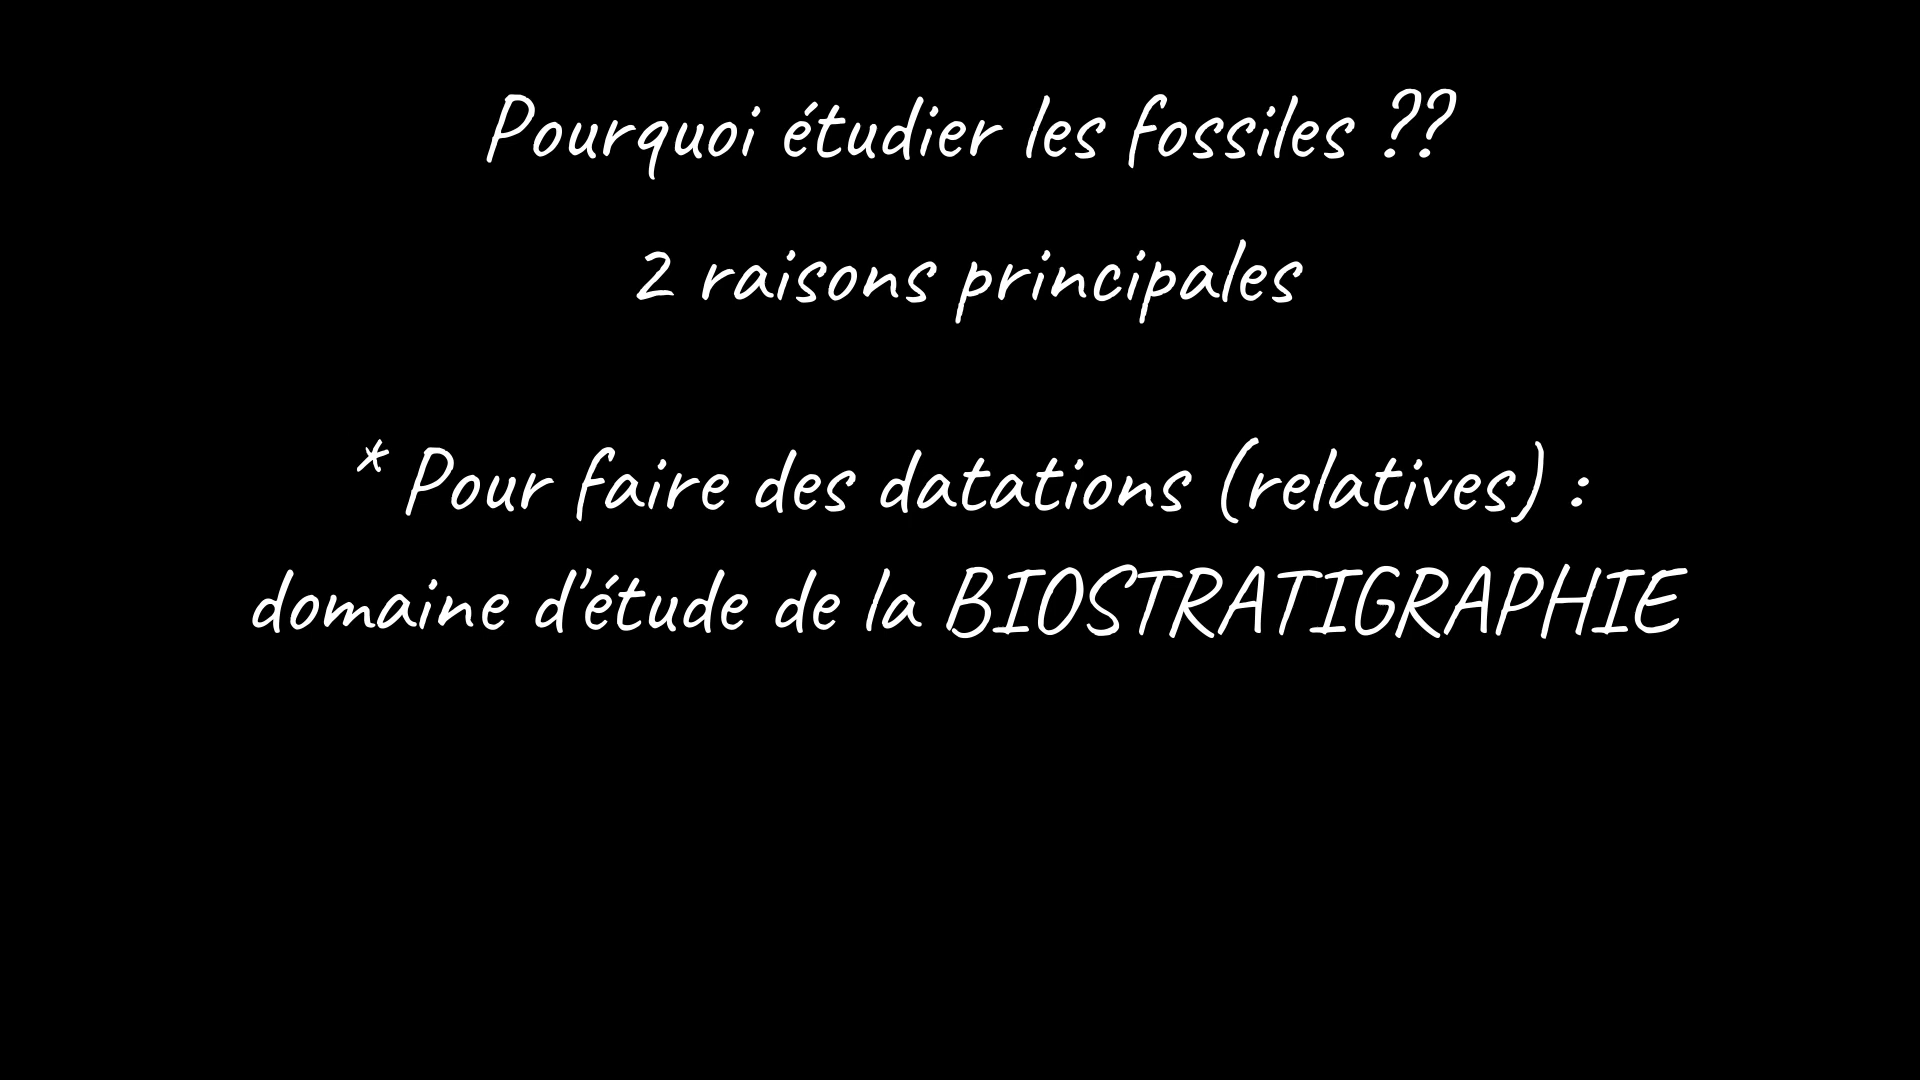 Pourquoi étudier les fossiles ??
2 raisons principales
* Pour faire des datations (relatives) :
domaine d'étude de la BIOSTRATIGRAPHIE